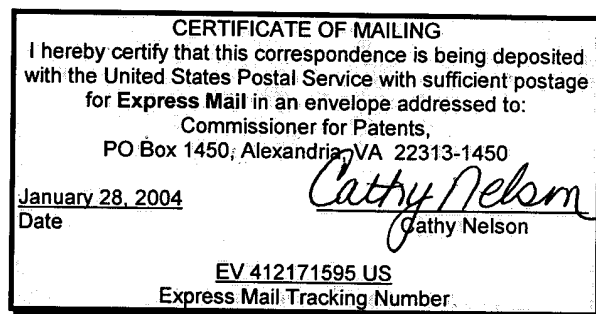 CERTIFICATE OF MAILING
I hereby certify that this correspondence is being deposited
with the United States Postal Service with sufficient postage
for Express Mail in an envelope addressed to:
Commissioner for Patents,
PO Box 1450, Alexandria, VA 22313-1450
January 28, 2004 Cathy Nelson
Date Cathy Nelson
EV 412171595 US
Express Mail Tracking Number